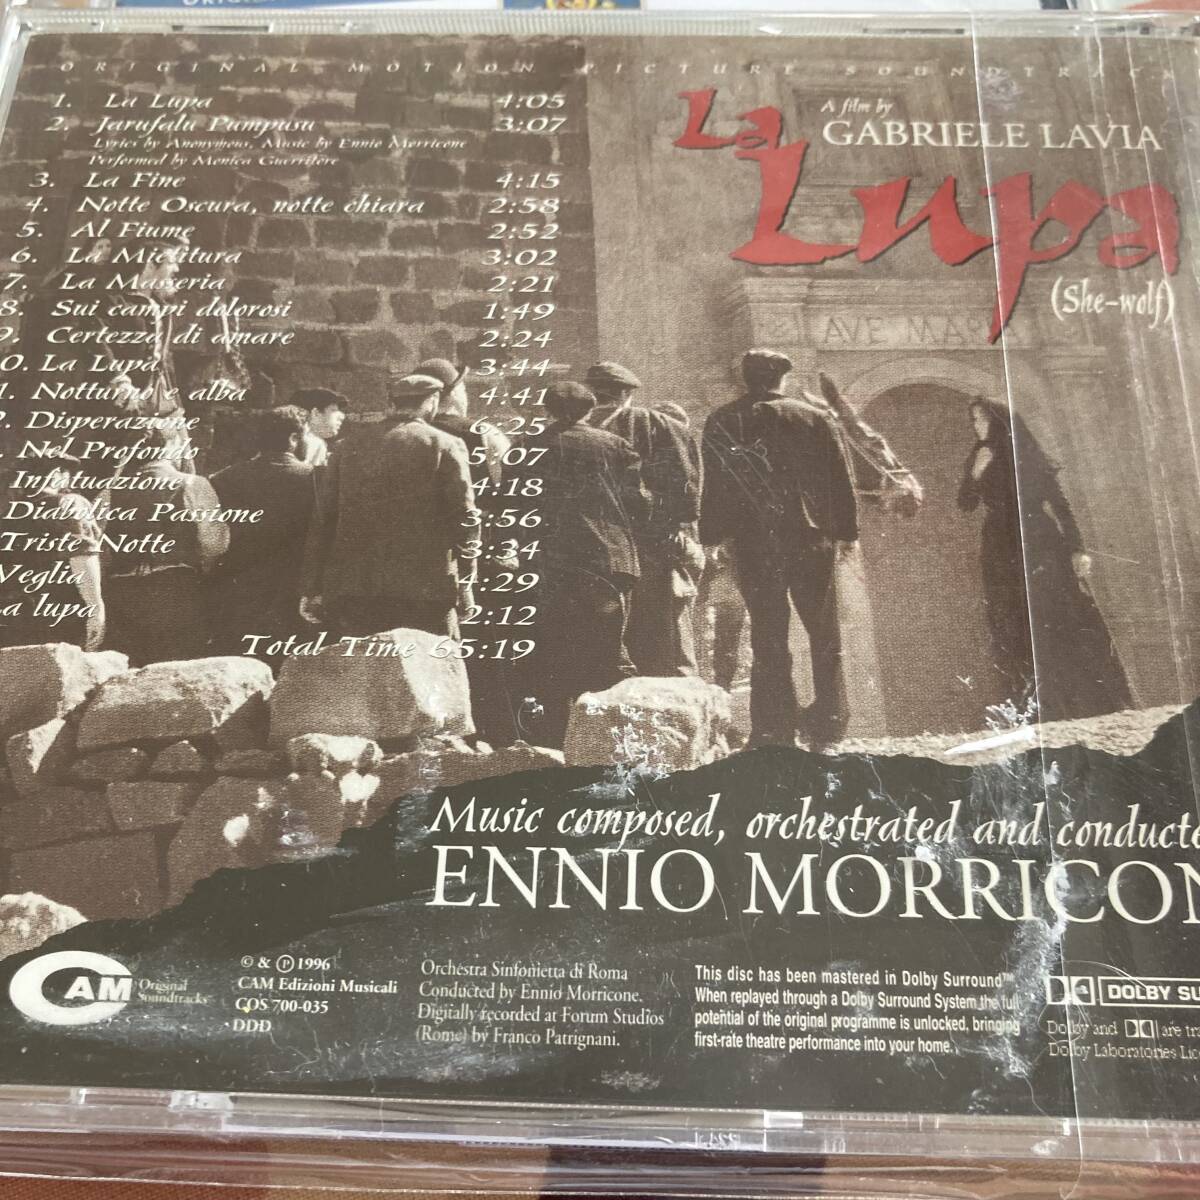 ORIGINAL MOTION PICTURE SOUNDTRACK
1. La Lupa 4:05
2. Jarufalu Pumpusu 3:07
Lyrics by Anonymous, Music by Ennio Morricone
Performed by Monica Guerritore
3. La Fine 4:15
4. Notte Oscura, notte chiara 2:58
5. Al Fiume 2:52
6. La Mietitura 3:02
7. La Masseria 2:21
8. Sui campi dolorosi 1:49
9. Certezza di amare 2:24
0. La Lupa 3:44
1. Notturno e alba 4:41
2. Disperazione 6:25
. Nel Profondo 5:07
Infatuazione 4:18
Diabolica Passione 3:56
Triste Notte 3:34
Veglia 4:29
La lupa 2:12
Total Time 65:19
A film by
GABRIELE LAVIA
La
Lupa
(She-wolf)
AVE MA
Music composed, orchestrated and conducte
ENNIO MORRICON
CAM Original
Soundtracks
© & ℗ 1996
CAM Edizioni Musicali
COS 700-035
DDD
Orchestra Sinfonietta di Roma
Conducted by Ennio Morricone.
Digitally recorded at Forum Studios
(Rome) by Franco Patrignani.
This disc has been mastered in Dolby Surround™
When replayed through a Dolby Surround System the full
potential of the original programme is unlocked, bringing
first-rate theatre performance into your home.
DOLBY SU
Dolby and are tr
Dolby Laboratories Lic